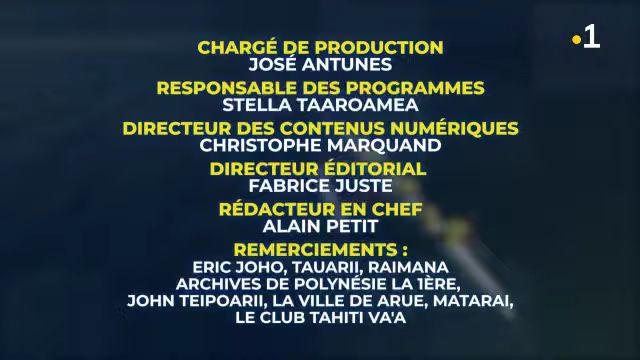 1
CHARGÉ DE PRODUCTION
JOSÉ ANTUNES
RESPONSABLE DES PROGRAMMES
STELLA TAAROAMEA
DIRECTEUR DES CONTENUS NUMÉRIQUES
CHRISTOPHE MARQUAND
DIRECTEUR ÉDITORIAL
FABRICE JUSTE
RÉDACTEUR EN CHEF
ALAIN PETIT
REMERCIEMENTS :
ERIC JOHO, TAUARII, RAIMANA
ARCHIVES DE POLYNÉSIE LA 1ÈRE,
JOHN TEIPOARII, LA VILLE DE ARUE, MATARAI,
LE CLUB TAHITI VA'A